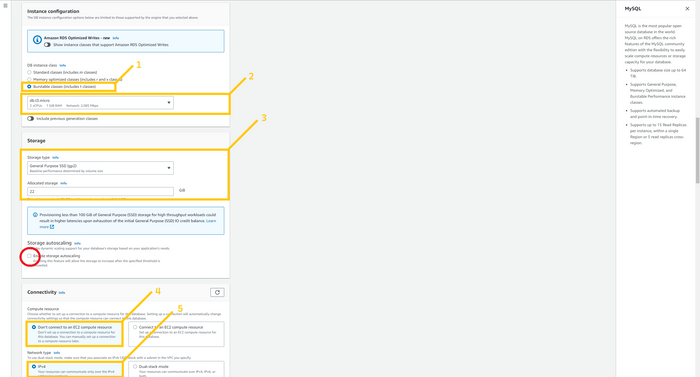 Instance configuration
The DB instance configuration options below are limited to those supported by the engine that you selected above.
Amazon RDS Optimized Writes - new Info
Show instance classes that support Amazon RDS Optimized Writes
DB instance class Info
Standard classes (includes m classes)
Memory optimized classes (includes r and x classes)
Burstable classes (includes t classes)
1
2
db.t3.micro
2 vCPUs 1 GiB RAM Network: 2,085 Mbps
Include previous generation classes
3
Storage
Storage type Info
General Purpose SSD (gp2)
Baseline performance determined by volume size
Allocated storage Info
22
GiB
Provisioning less than 100 GiB of General Purpose (SSD) storage for high throughput workloads could
result in higher latencies upon exhaustion of the initial General Purpose (SSD) IO credit balance. Learn
more
Storage autoscaling Info
dynamic scaling support for your database's storage based on your application's needs.
storage autoscaling
this feature will allow the storage to increase after the specified threshold is
Connectivity Info
4
5
Compute resource
Choose whether to set up a connection to a compute resource for this database. Setting up a connection will automatically change
connectivity settings so that the compute resource can connect to this database.
Don't connect to an EC2 compute resource
Don't set up a connection to a compute resource for
this database. You can manually set up a connection
to a compute resource later.
Connect to an EC2 compute resource
Set up a connection to an EC2 compute resource for
this database.
Network type Info
To use dual-stack mode, make sure that you associate an IPv6 CIDR block with a subnet in the VPC you specify.
IPv4
Your resources can communicate only over the IPv4
Dual-stack mode
Your resources can communicate over IPv4, IPv6, or
MySQL
MySQL is the most popular open
source database in the world.
MySQL on RDS offers the rich
features of the MySQL community
edition with the flexibility to easily
scale compute resources or storage
capacity for your database.
Supports database size up to 64
TiB.
Supports General Purpose,
Memory Optimized, and
Burstable Performance instance
classes.
Supports automated backup
and point-in-time recovery.
Supports up to 15 Read Replicas
per instance, within a single
Region or 5 read replicas cross-
region.